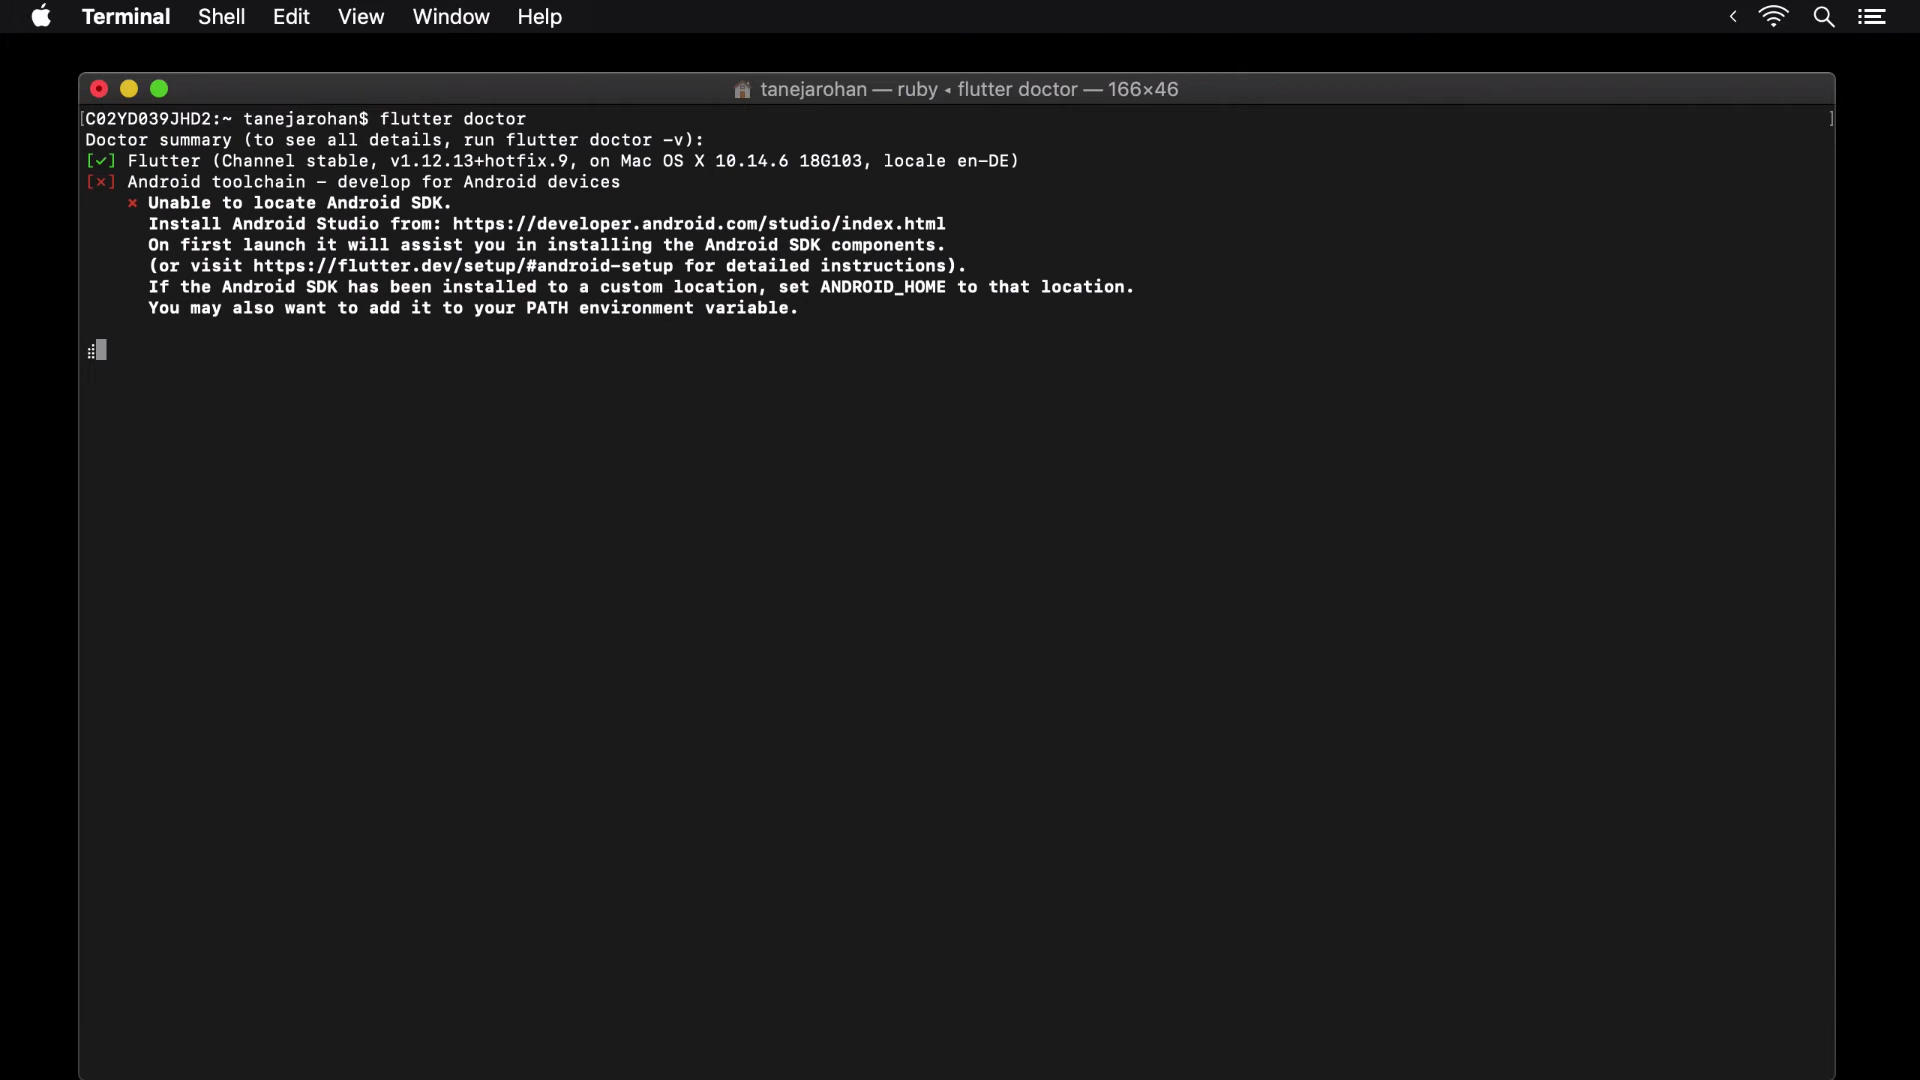 Terminal Shell Edit View Window Help
tanejarohan — ruby ◂ flutter doctor — 166×46
[C02YD039JHD2:~ tanejarohan$ flutter doctor ]
Doctor summary (to see all details, run flutter doctor -v):
[✓] Flutter (Channel stable, v1.12.13+hotfix.9, on Mac OS X 10.14.6 18G103, locale en-DE)
[✗] Android toolchain - develop for Android devices
✗ Unable to locate Android SDK.
Install Android Studio from: https://developer.android.com/studio/index.html
On first launch it will assist you in installing the Android SDK components.
(or visit https://flutter.dev/setup/#android-setup for detailed instructions).
If the Android SDK has been installed to a custom location, set ANDROID_HOME to that location.
You may also want to add it to your PATH environment variable.